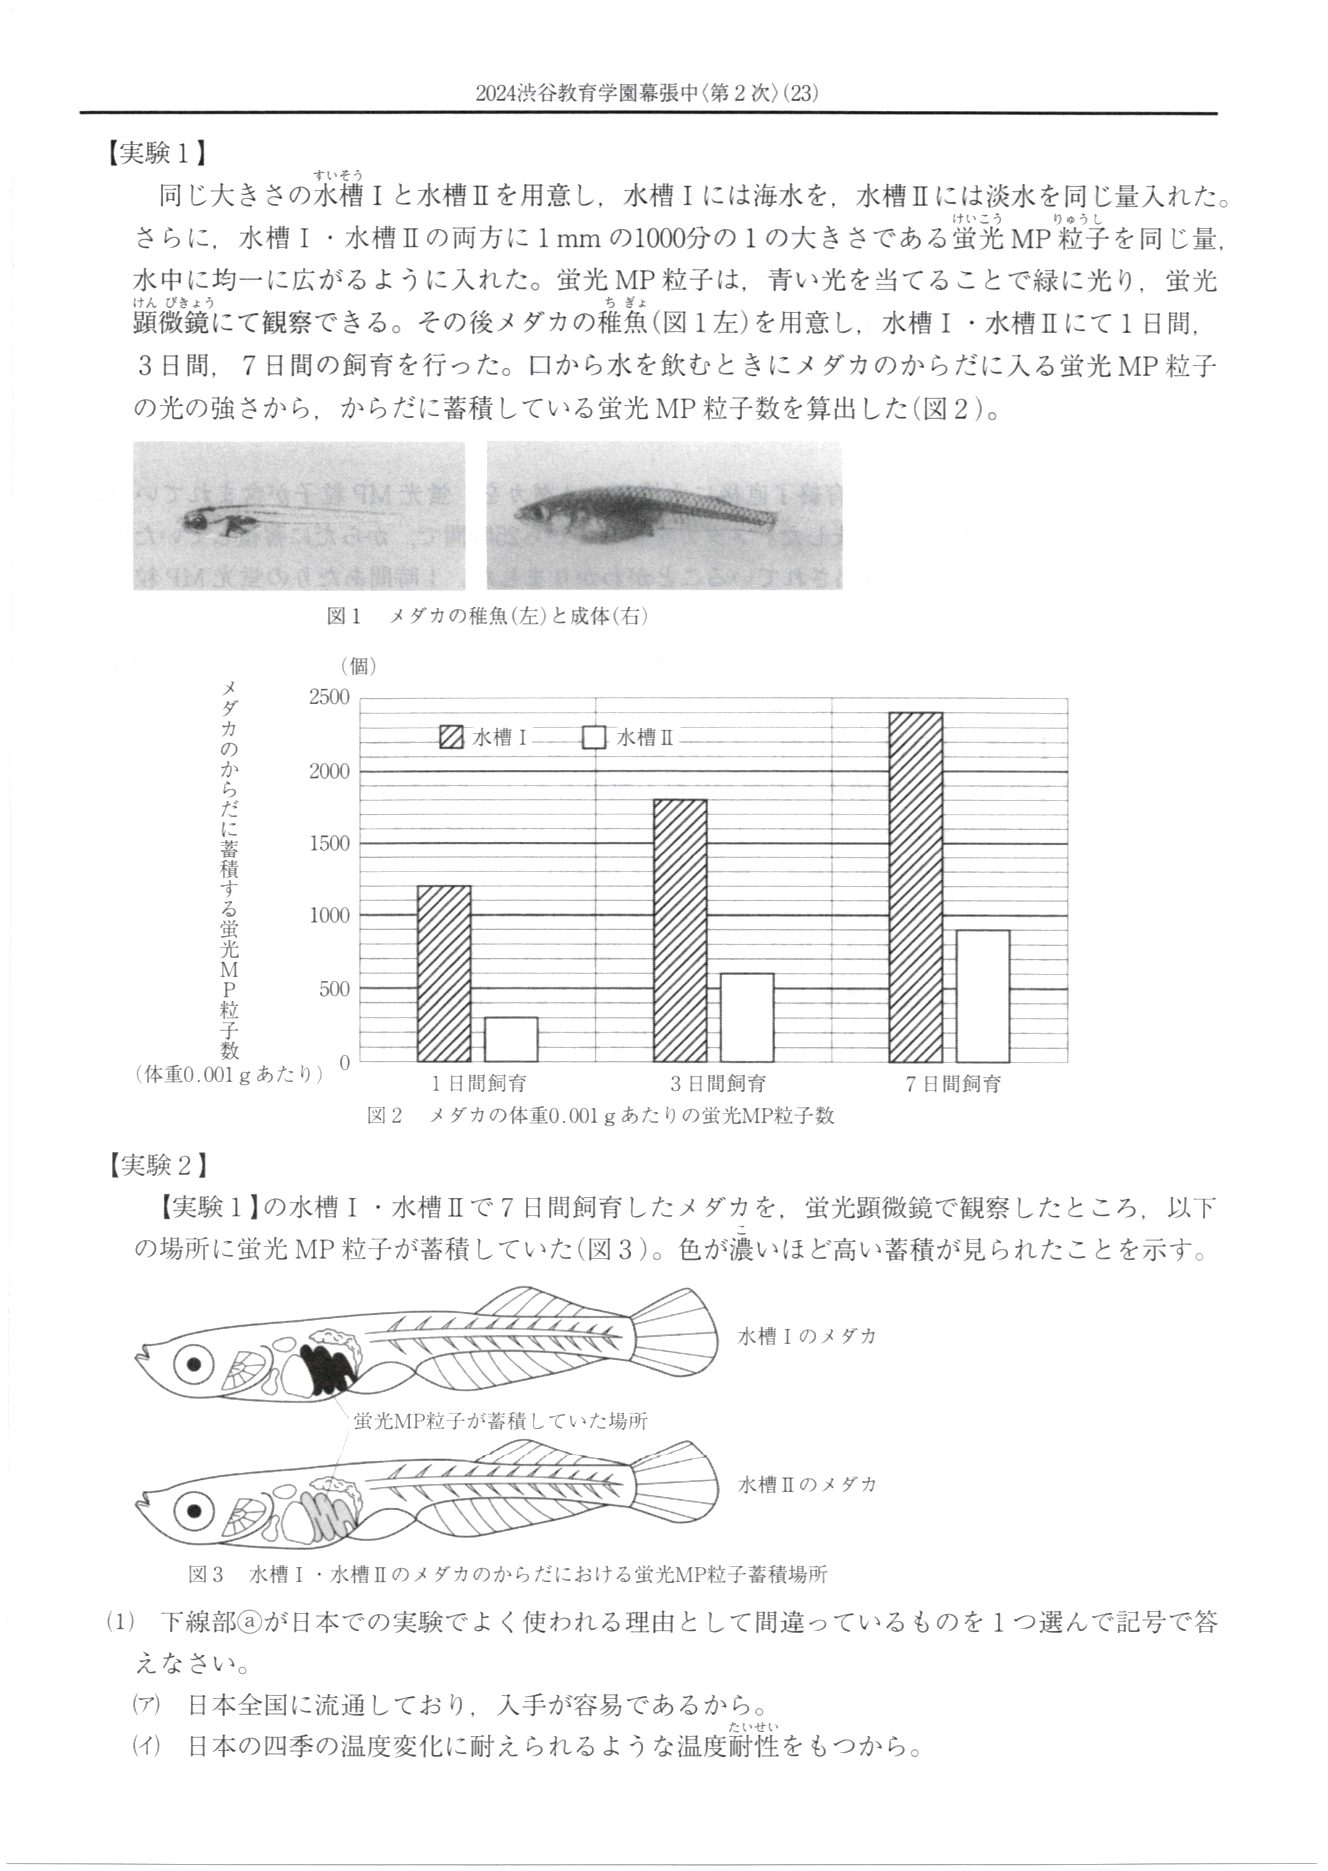 2024渋谷教育学園幕張中〈第2次〉(23)
【実験1】
すいそう
同じ大きさの水槽Ⅰと水槽Ⅱを用意し，水槽Ⅰには海水を，水槽Ⅱには淡水を同じ量入れた。
けいこう りゅうし
さらに，水槽Ⅰ・水槽Ⅱの両方に1mmの1000分の1の大きさである蛍光MP粒子を同じ量，
水中に均一に広がるように入れた。蛍光MP粒子は，青い光を当てることで緑に光り，蛍光
けんびきょう ちぎょ
顕微鏡にて観察できる。その後メダカの稚魚(図1左)を用意し，水槽Ⅰ・水槽Ⅱにて1日間，
3日間，7日間の飼育を行った。口から水を飲むときにメダカのからだに入る蛍光MP粒子
の光の強さから，からだに蓄積している蛍光MP粒子数を算出した(図2)。
図1 メダカの稚魚(左)と成体(右)
(個)
メダカのからだに蓄積する蛍光MP粒子数
(体重0.001gあたり)
2500
2000
1500
1000
500
0
水槽Ⅰ 水槽Ⅱ
1日間飼育 3日間飼育 7日間飼育
図2 メダカの体重0.001gあたりの蛍光MP粒子数
【実験2】
【実験1】の水槽Ⅰ・水槽Ⅱで7日間飼育したメダカを，蛍光顕微鏡で観察したところ，以下
こ
の場所に蛍光MP粒子が蓄積していた(図3)。色が濃いほど高い蓄積が見られたことを示す。
水槽Ⅰのメダカ
蛍光MP粒子が蓄積していた場所
水槽Ⅱのメダカ
図3 水槽Ⅰ・水槽Ⅱのメダカのからだにおける蛍光MP粒子蓄積場所
(1) 下線部ⓐが日本での実験でよく使われる理由として間違っているものを1つ選んで記号で答
えなさい。
(ア) 日本全国に流通しており，入手が容易であるから。
たいせい
(イ) 日本の四季の温度変化に耐えられるような温度耐性をもつから。